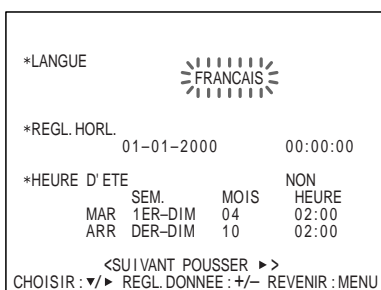 *LANGUE
FRANCAIS
*REGL. HORL.
01–01–2000 00:00:00
*HEURE D'ETE NON
SEM. MOIS HEURE
MAR 1ER–DIM 04 02:00
ARR DER–DIM 10 02:00
<SUIVANT POUSSER ►>
CHOISIR : ▼/► REGL. DONNEE : +/– REVENIR : MENU